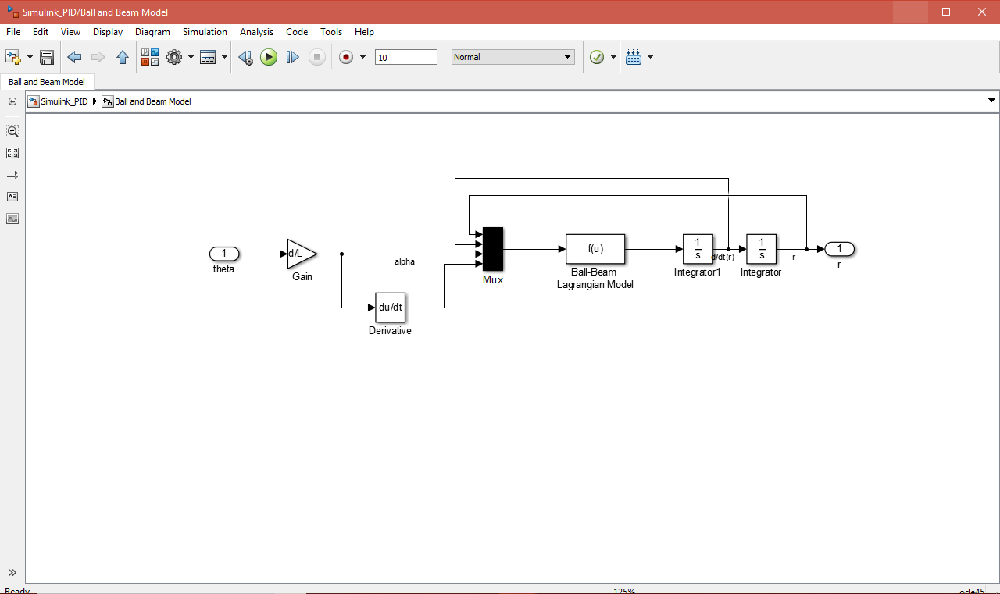 Simulink_PID/Ball and Beam Model
File Edit View Display Diagram Simulation Analysis Code Tools Help
10 Normal
Ball and Beam Model
Simulink_PID Ball and Beam Model
1
theta
d/L
Gain
alpha
du/dt
Derivative
Mux
f(u)
Ball-Beam
Lagrangian Model
1
s
Integrator1
d/dt(r)
1
s
Integrator
r
1
r
Ready 125% ode45